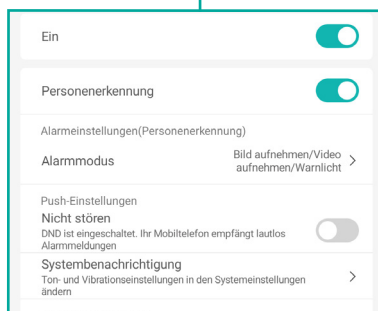 Ein
Personenerkennung
Alarmeinstellungen(Personenerkennung)
Alarmmodus
Bild aufnehmen/Video
aufnehmen/Warnlicht
Push-Einstellungen
Nicht stören
DND ist eingeschaltet. Ihr Mobiltelefon empfängt lautlos
Alarmmeldungen
Systembenachrichtigung
Ton- und Vibrationseinstellungen in den Systemeinstellungen
ändern